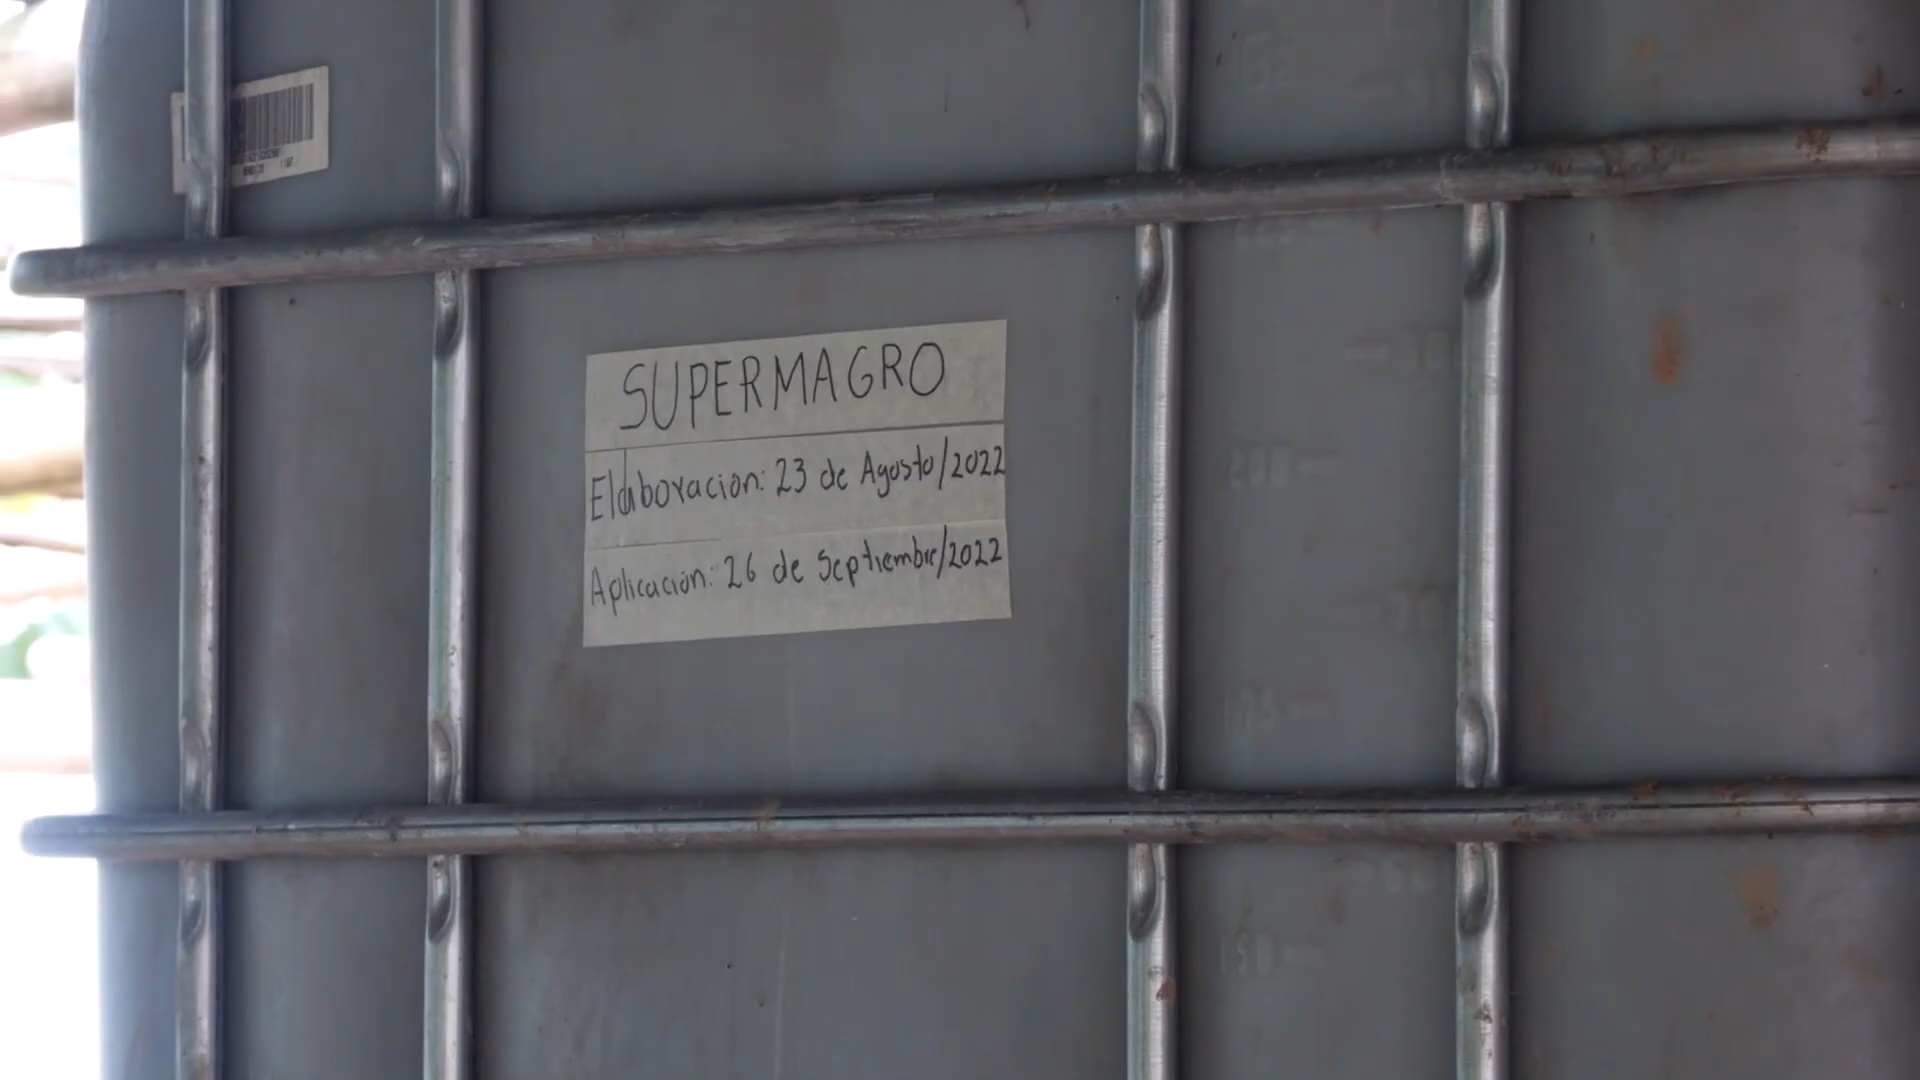 SUPERMAGRO
Elaboracion: 23 de Agosto/2022
Aplicación: 26 de Septiembre/2022